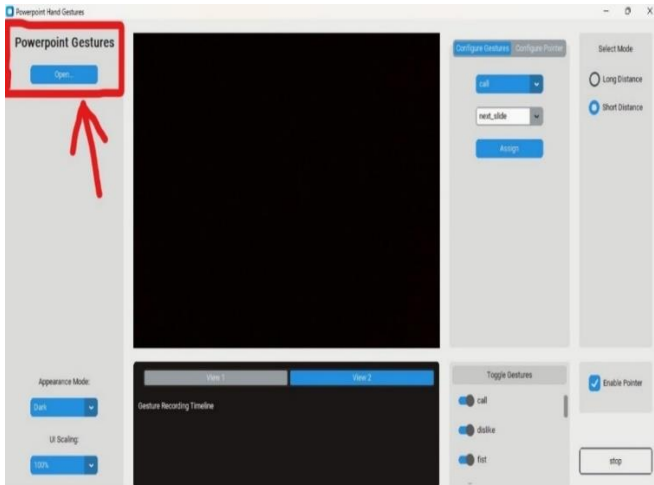 Powerpoint Hand Gestures
Powerpoint Gestures
Open...
Appearance Mode:
Dark
UI Scaling:
100%
View 1
View 2
Gesture Recording Timeline
Configure Gestures
Configure Pointer
call
next_slide
Assign
Toggle Gestures
call
dislike
fist
Select Mode
Long Distance
Short Distance
Enable Pointer
stop